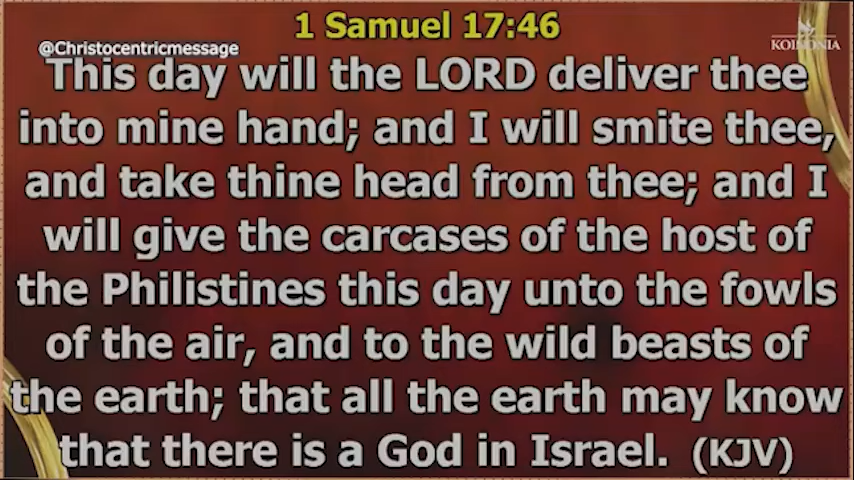 1 Samuel 17:46
KOINONIA
@Christocentricmessage
This day will the LORD deliver thee
into mine hand; and I will smite thee,
and take thine head from thee; and I
will give the carcases of the host of
the Philistines this day unto the fowls
of the air, and to the wild beasts of
the earth; that all the earth may know
that there is a God in Israel. (KJV)